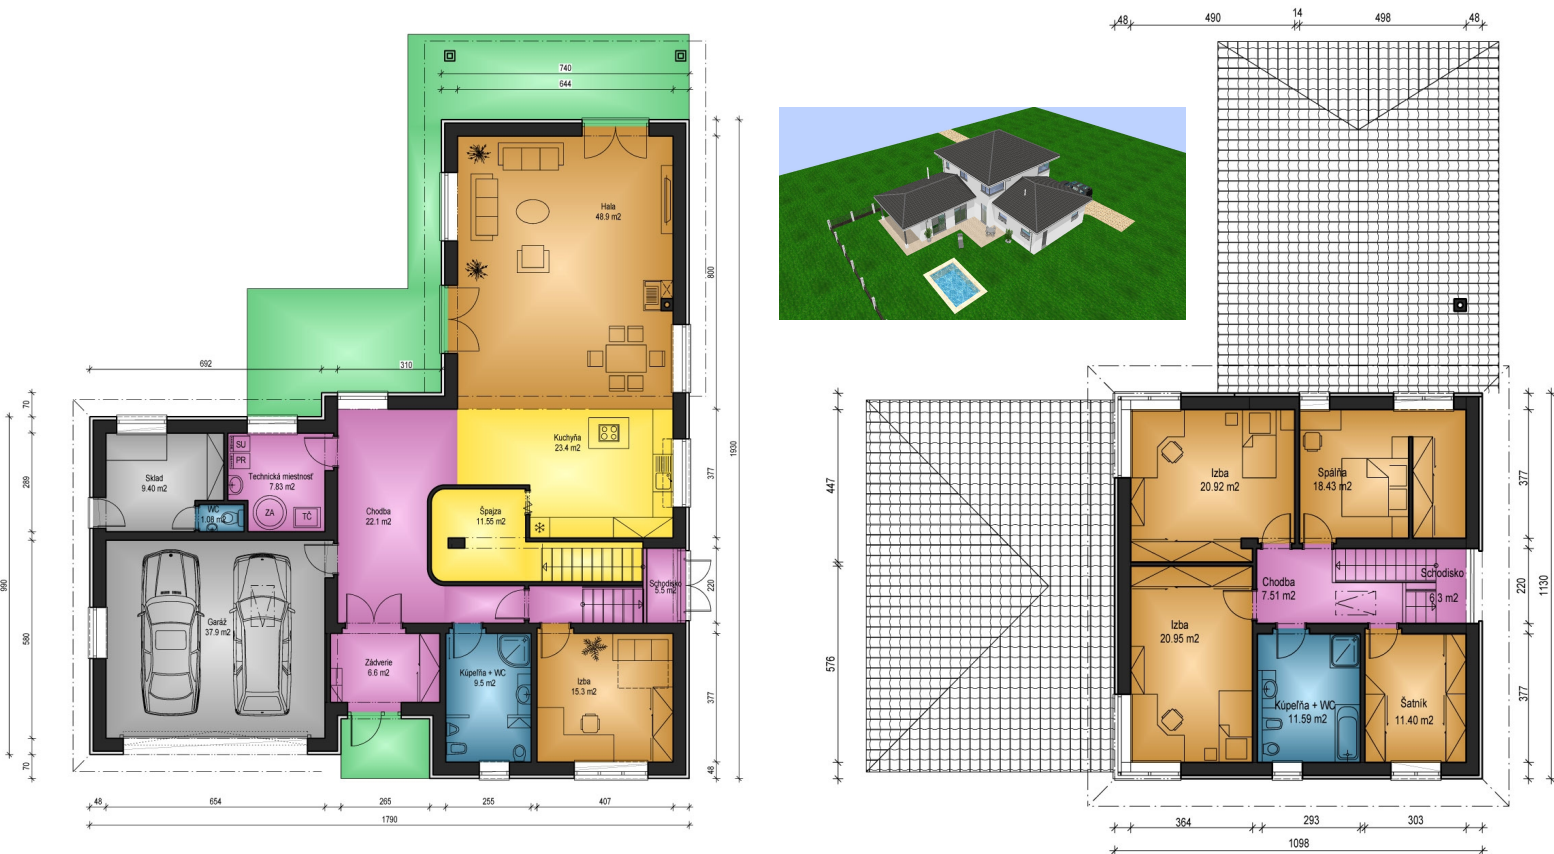 740
644
Hala
48.9 m2
800
1930
692
310
70
990
289
580
70
Sklad
9.40 m2
SU
PR
Technická miestnosť
7.83 m2
WC
1.08 m2
ZA
TČ
Chodba
22.1 m2
Kuchyňa
23.4 m2
377
Špajza
11.55 m2
Schodisko
5.5 m2
220
Garáž
37.9 m2
Zádverie
6.6 m2
Kúpeľňa + WC
9.5 m2
Izba
15.3 m2
377
48
48
654
265
255
407
1790
48
490
14
498
48
447
576
Izba
20.92 m2
Spálňa
18.43 m2
377
Chodba
7.51 m2
Schodisko
6.3 m2
220
1130
Izba
20.95 m2
Kúpeľňa + WC
11.59 m2
Šatník
11.40 m2
377
364
293
303
1098